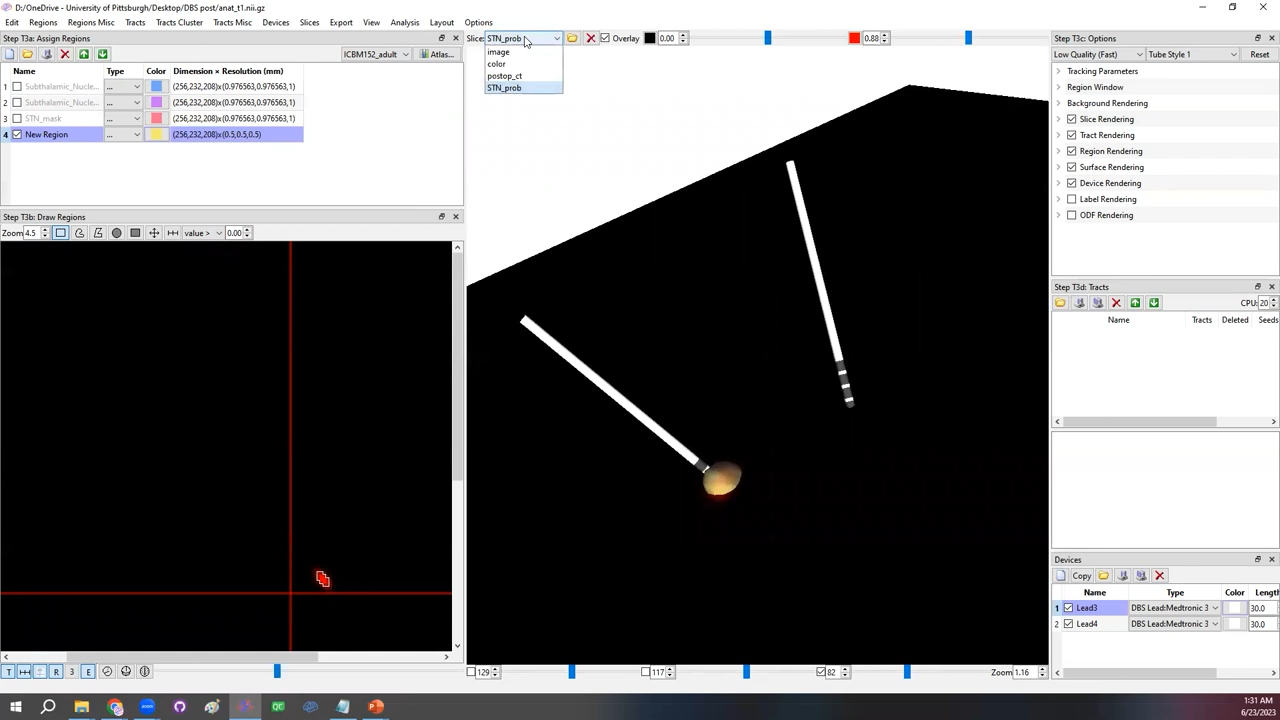 D:/OneDrive - University of Pittsburgh/Desktop/DBS post/anat_t1.nii.gz
Edit Regions Regions Misc Tracts Tracts Cluster Tracts Misc Devices Slices Export View Analysis Layout Options
Step T3a: Assign Regions
ICBM152_adult Atlas...
Name Type Color Dimension × Resolution (mm)
1 Subthalamic_Nucle... ... (256,232,208)x(0.976563,0.976563,1)
2 Subthalamic_Nucle... ... (256,232,208)x(0.976563,0.976563,1)
3 STN_mask ... (256,232,208)x(0.976563,0.976563,1)
4 New Region ... (256,232,208)x(0.5,0.5,0.5)
Step T3b: Draw Regions
Zoom 4.5 value > 0.00
T R 3 E
Slice: STN_prob Overlay 0.00 0.88
image
color
postop_ct
STN_prob
129 117 82 Zoom 1.16
Step T3c: Options
Low Quality (Fast) Tube Style 1
Tracking Parameters
Region Window
Background Rendering
Slice Rendering
Tract Rendering
Region Rendering
Surface Rendering
Device Rendering
Label Rendering
ODF Rendering
Step T3d: Tracts
CPU: 20
Name Tracts Deleted Seeds
Devices
Copy
Name Type Color Length
1 Lead3 DBS Lead:Medtronic 3 30.0
2 Lead4 DBS Lead:Medtronic 3 30.0
1:31 AM
6/23/2023